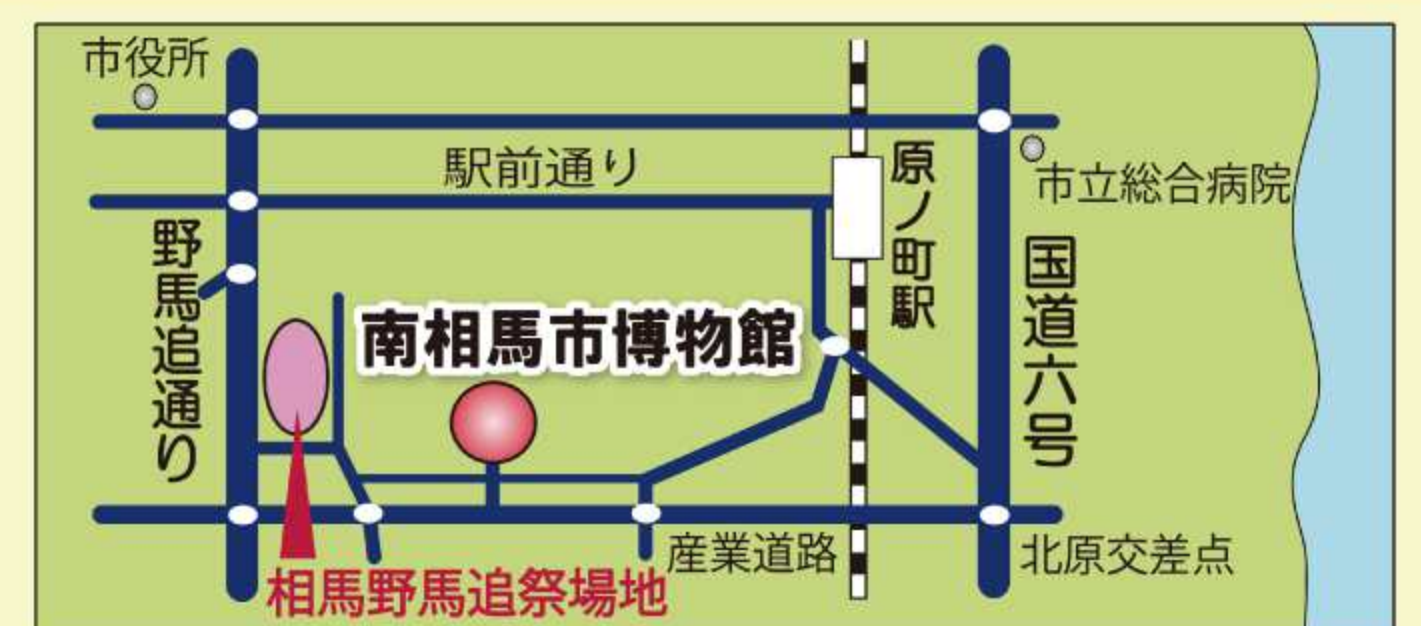 市役所
駅前通り
原ノ町駅
市立総合病院
野馬追通り
国道六号
南相馬市博物館
産業道路
北原交差点
相馬野馬追祭場地